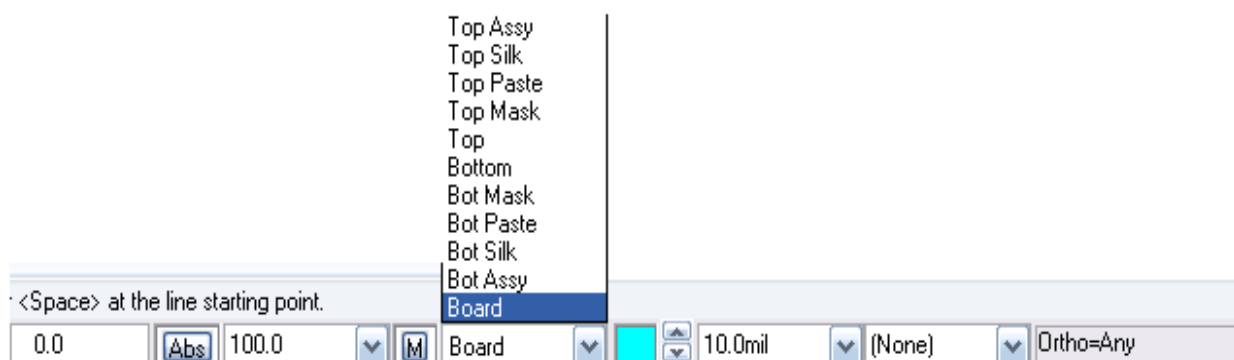 Top Assy
Top Silk
Top Paste
Top Mask
Top
Bottom
Bot Mask
Bot Paste
Bot Silk
Bot Assy
Board
<Space> at the line starting point.
0.0 Abs 100.0 M Board 10.0mil (None) Ortho=Any